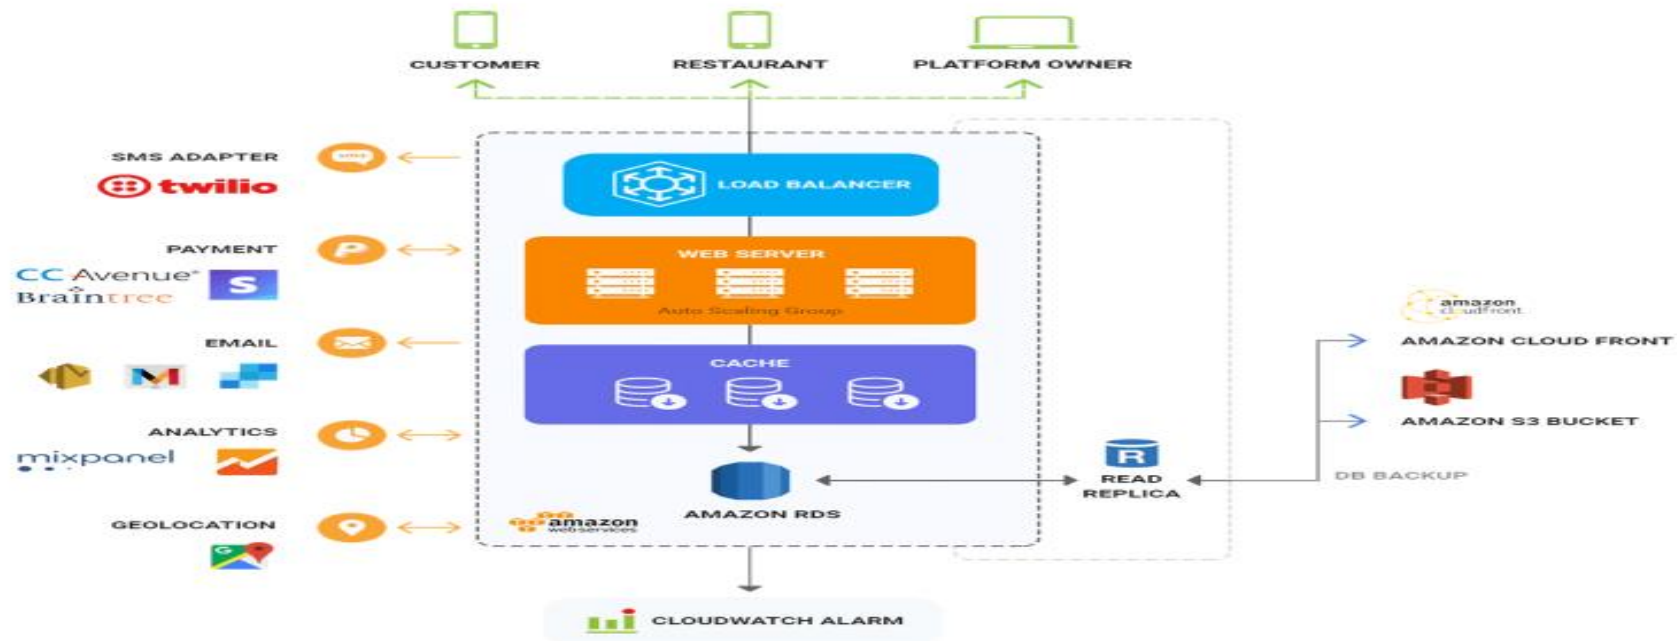 CUSTOMER
RESTAURANT
PLATFORM OWNER
SMS ADAPTER
twilio
PAYMENT
CC Avenue
Braintree
S
EMAIL
M
ANALYTICS
mixpanel
GEOLOCATION
G
LOAD BALANCER
WEB SERVER
Auto Scaling Group
CACHE
AMAZON RDS
amazon
webservices
R
READ
REPLICA
amazon
cloudfront
AMAZON CLOUD FRONT
AMAZON S3 BUCKET
DB BACKUP
CLOUDWATCH ALARM